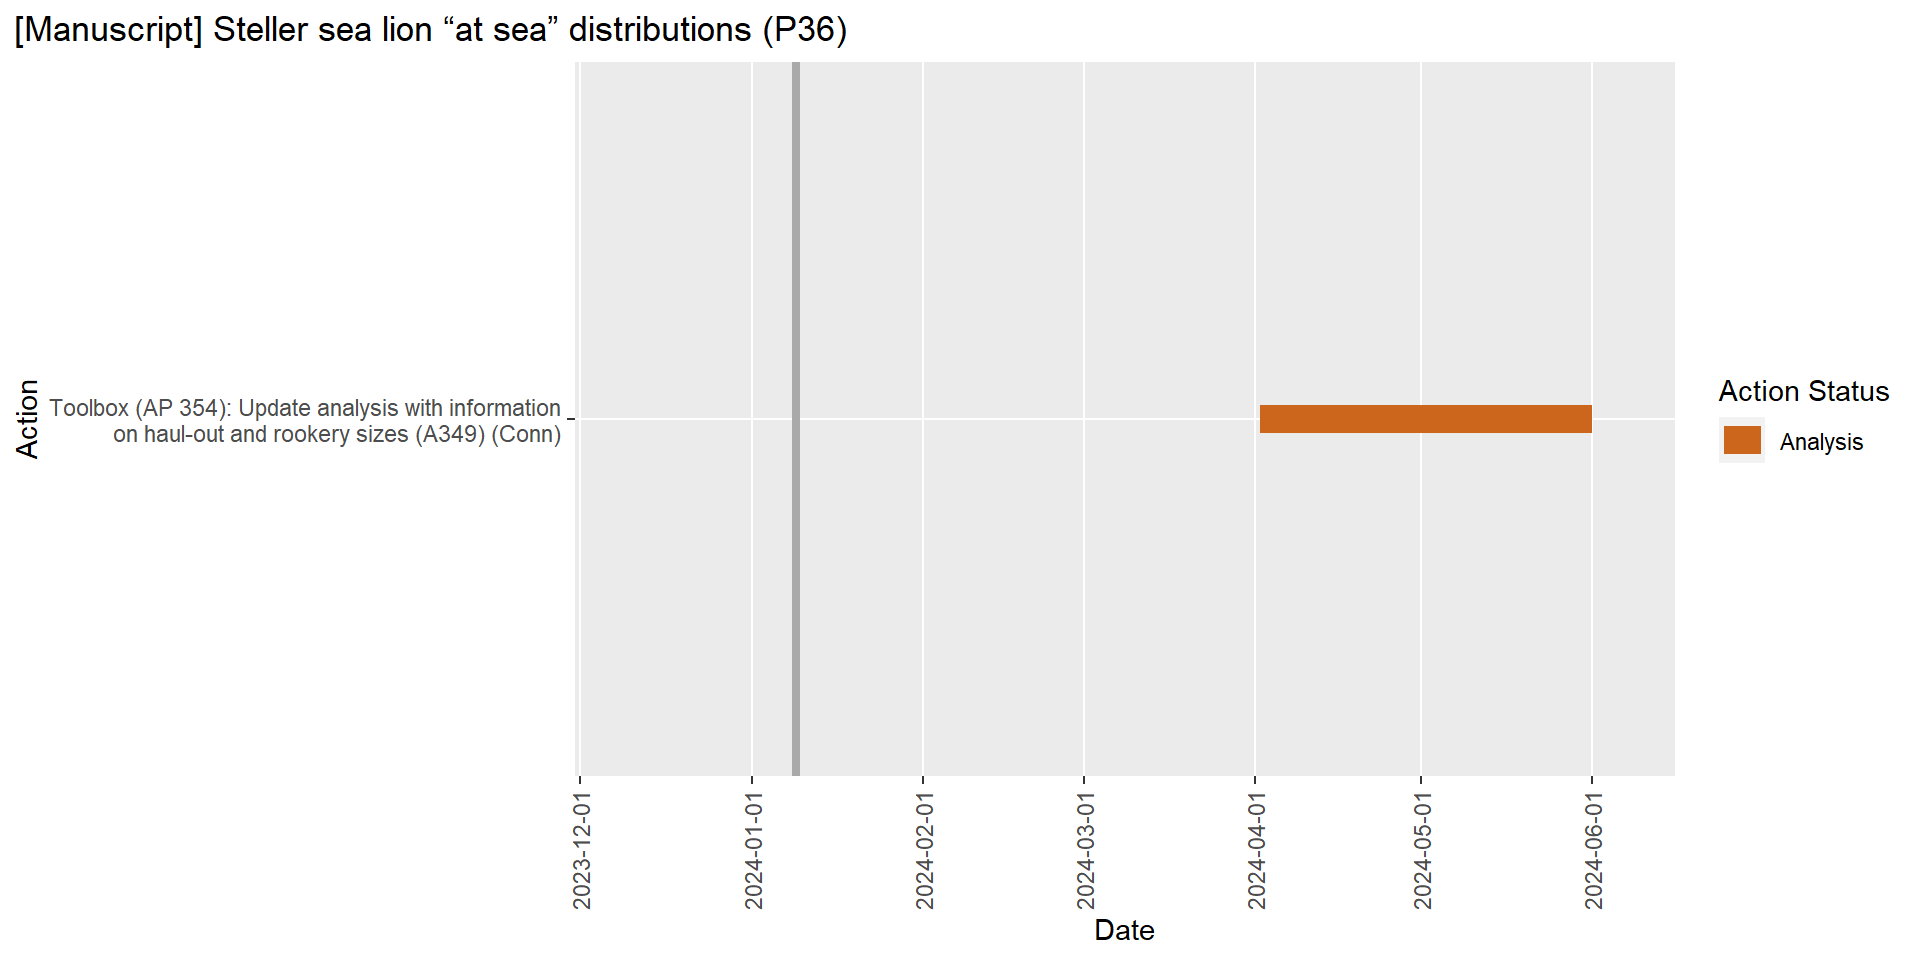 [Manuscript] Steller sea lion “at sea” distributions (P36)
Action
Toolbox (AP 354): Update analysis with information
on haul-out and rookery sizes (A349) (Conn)
Action Status
Analysis
2023-12-01
2024-01-01
2024-02-01
2024-03-01
2024-04-01
2024-05-01
2024-06-01
Date